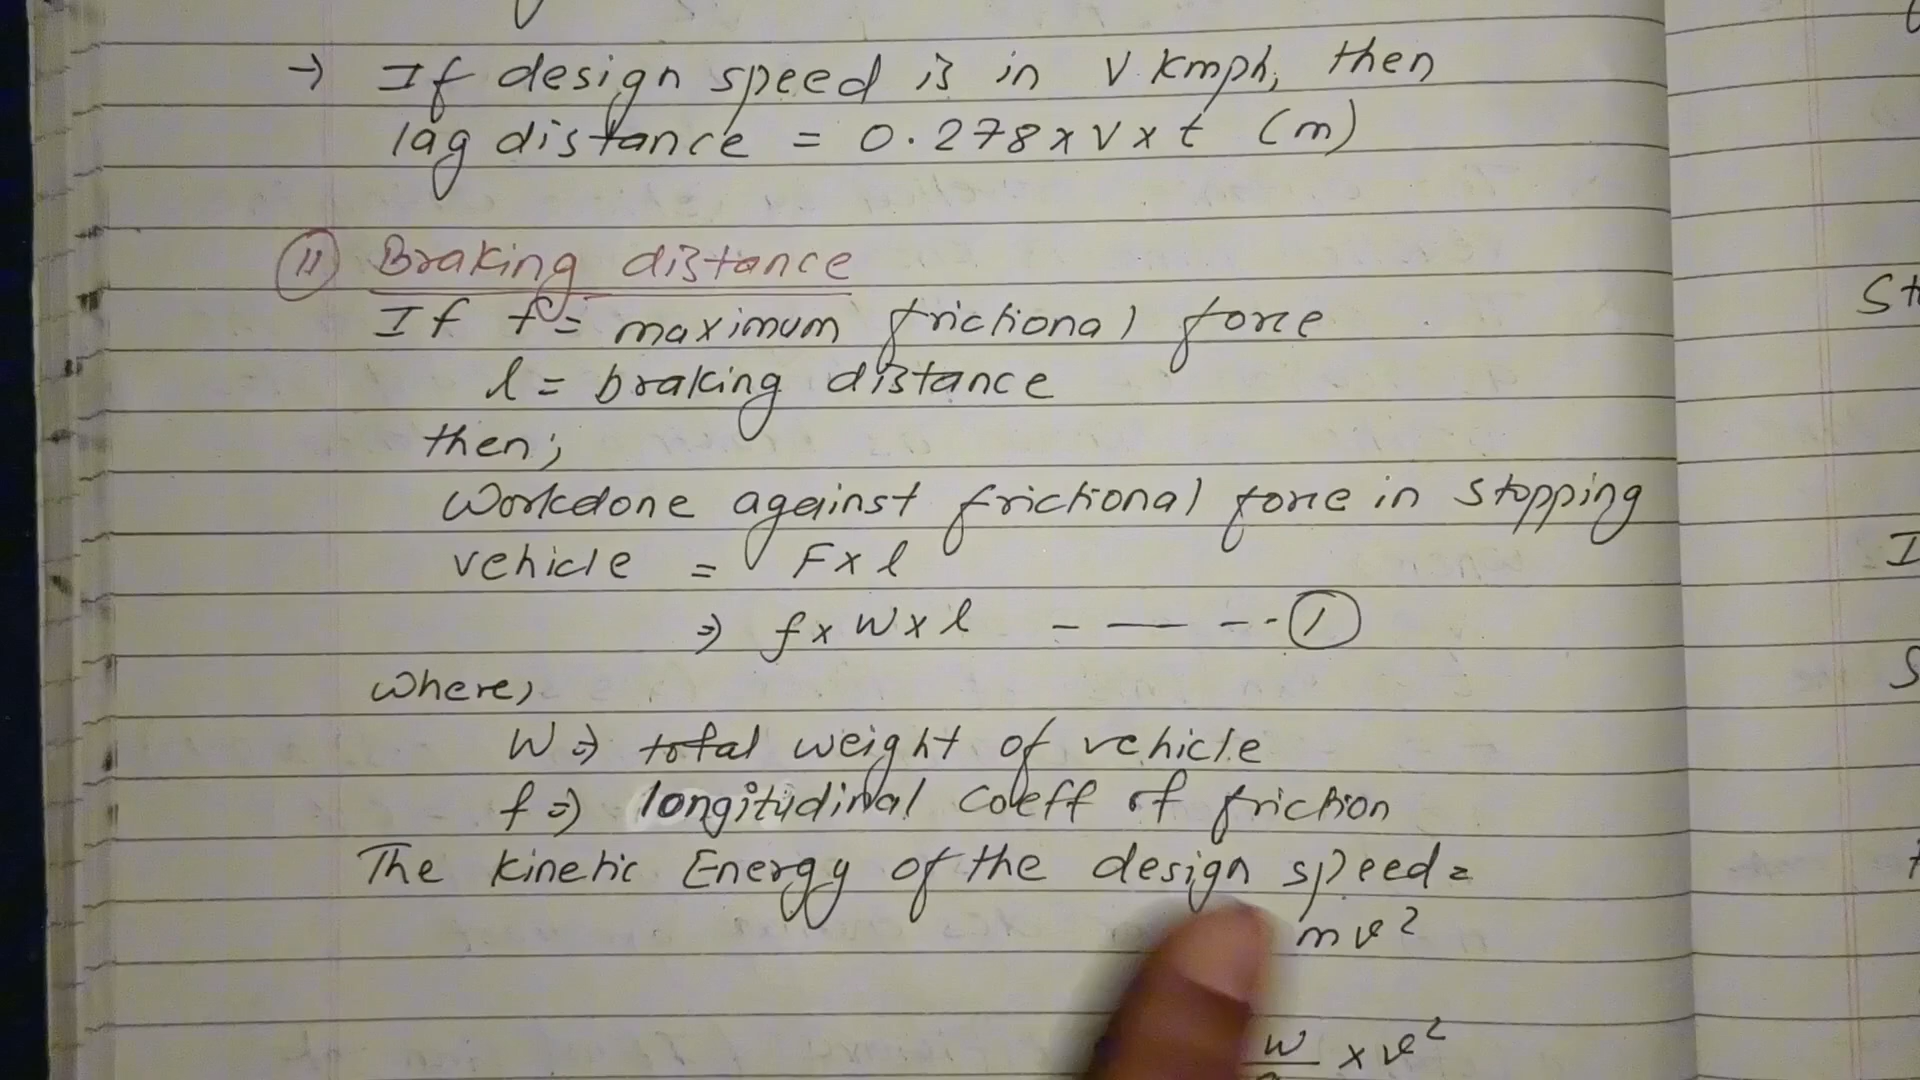 → If design speed is in V kmph, then
lag distance = 0.278 x V x t (m)
(ii) Braking distance
If f = maximum frictional force
l = braking distance
then;
Workdone against frictional force in stopping
vehicle = F x l
⇒ f x W x l - — - - - (1)
where,
W ⇒ total weight of vehicle
f ⇒ longitudinal coeff of friction
The kinetic Energy of the design speed =
mv²
W x v²
I
S